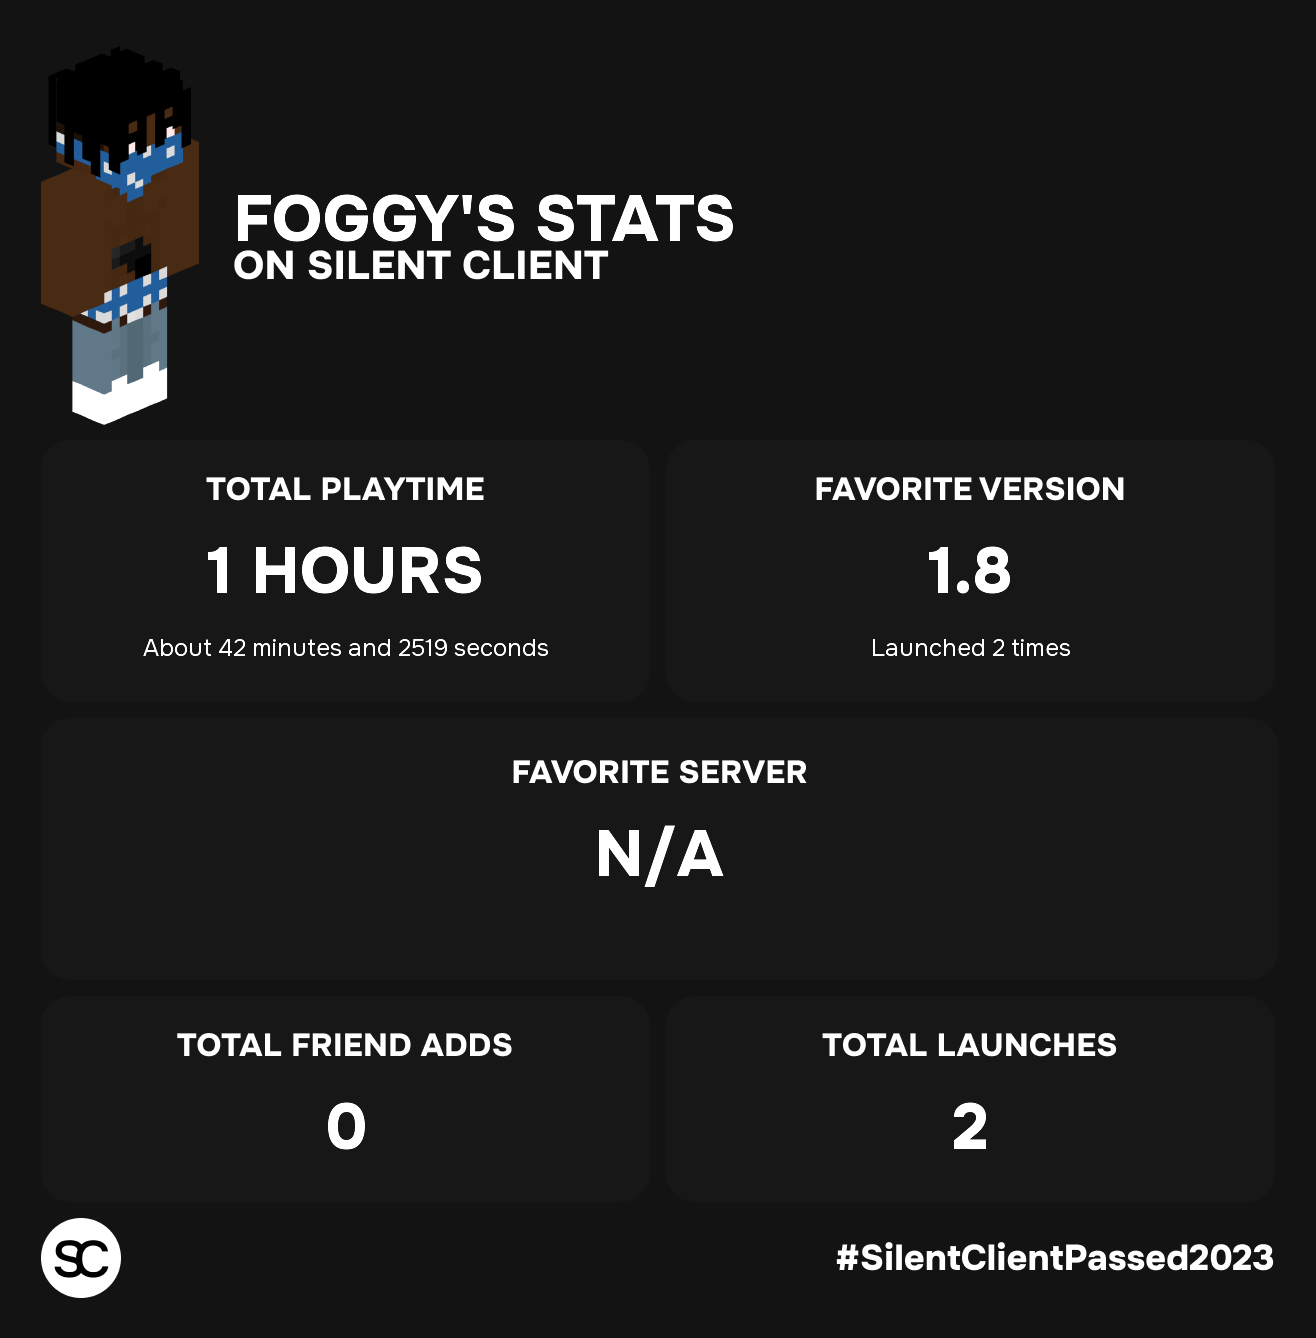 FOGGY'S STATS
ON SILENT CLIENT
TOTAL PLAYTIME
1 HOURS
About 42 minutes and 2519 seconds
FAVORITE VERSION
1.8
Launched 2 times
FAVORITE SERVER
N/A
TOTAL FRIEND ADDS
0
TOTAL LAUNCHES
2
SC
#SilentClientPassed2023